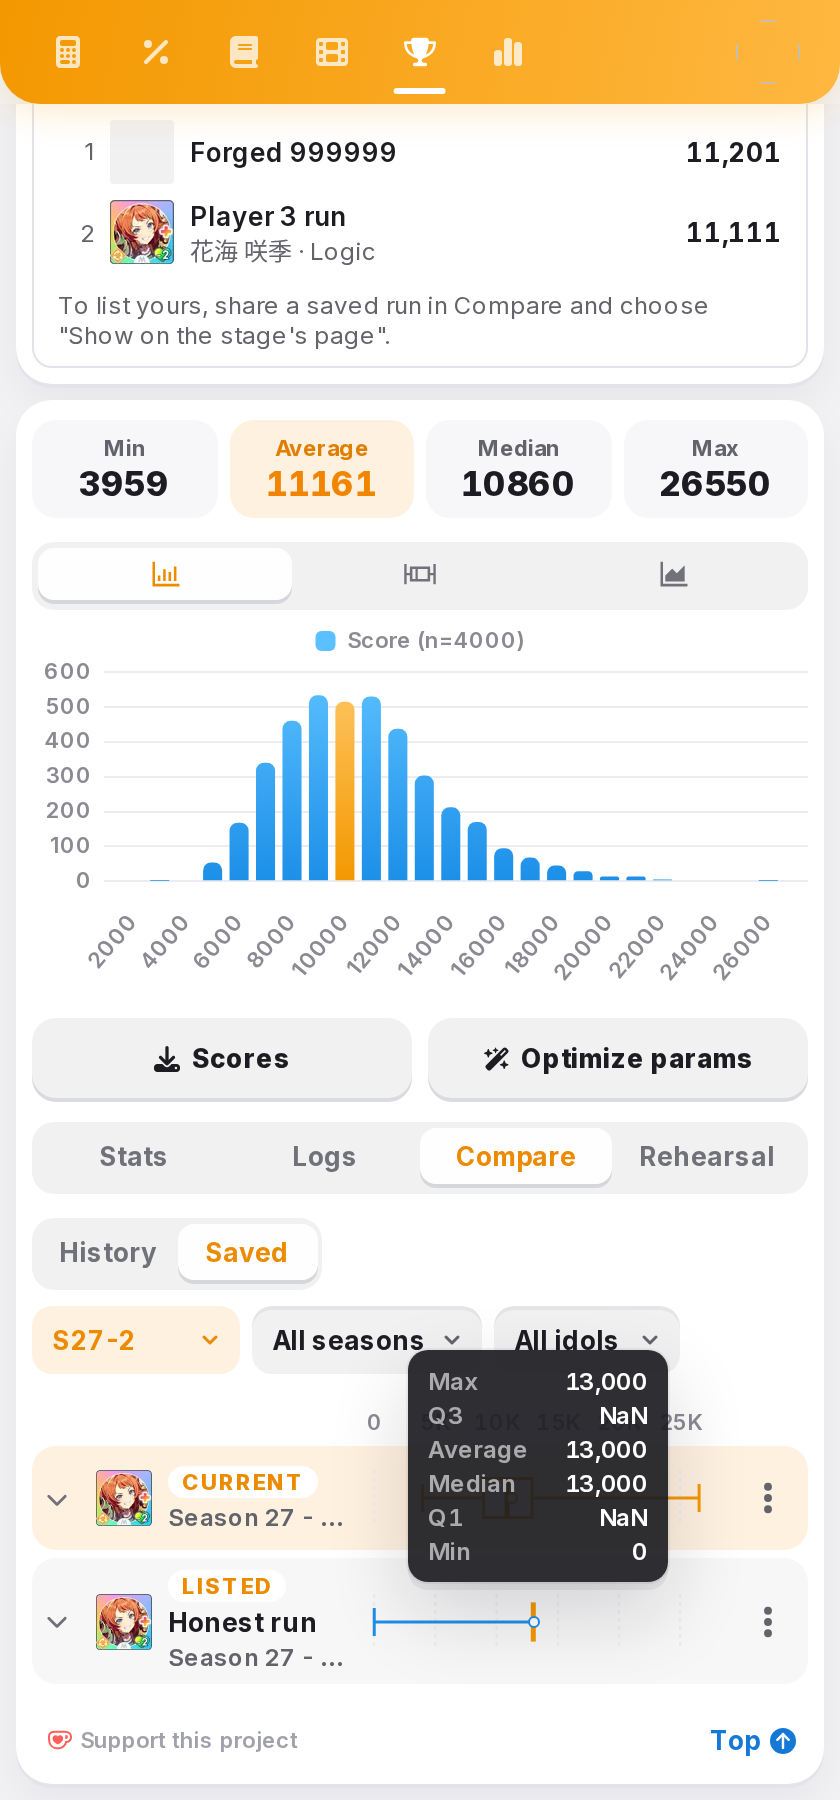 1
Forged 999999
11,201
2
Player 3 run
花海 咲季 · Logic
11,111
To list yours, share a saved run in Compare and choose
"Show on the stage's page".
Min
3959
Average
11161
Median
10860
Max
26550
Score (n=4000)
600
500
400
300
200
100
0
2000
4000
6000
8000
10000
12000
14000
16000
18000
20000
22000
24000
26000
Scores
Optimize params
Stats
Logs
Compare
Rehearsal
History
Saved
S27-2
All seasons
All idols
Max 13,000
Q3 NaN
Average 13,000
Median 13,000
Q1 NaN
Min 0
0
5K
10K
15K
25K
CURRENT
Season 27 - ...
LISTED
Honest run
Season 27 - ...
Support this project
Top